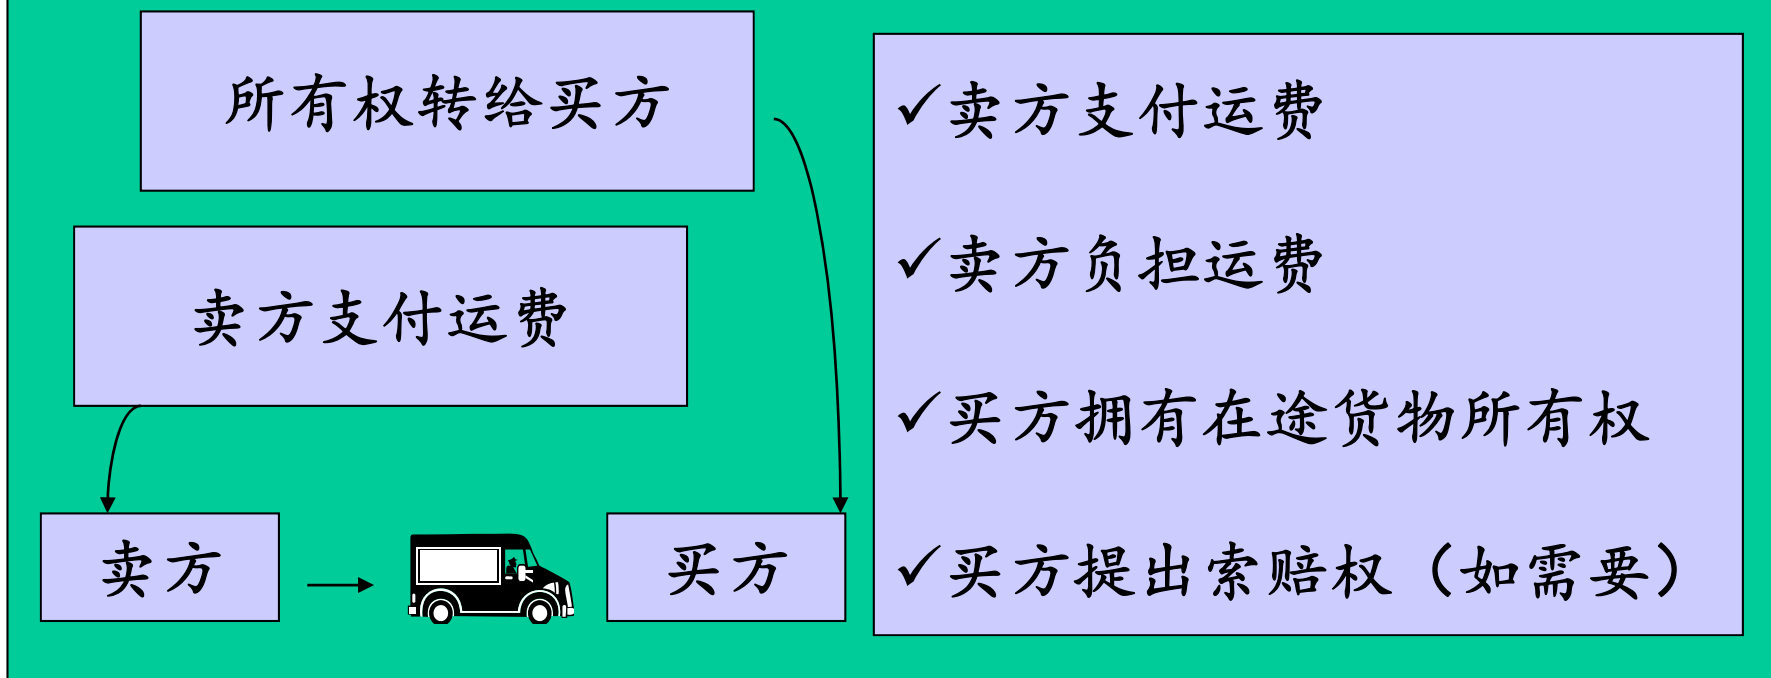 所有权转给买方
卖方支付运费
卖方
买方
✓卖方支付运费
✓卖方负担运费
✓买方拥有在途货物所有权
✓买方提出索赔权（如需要）